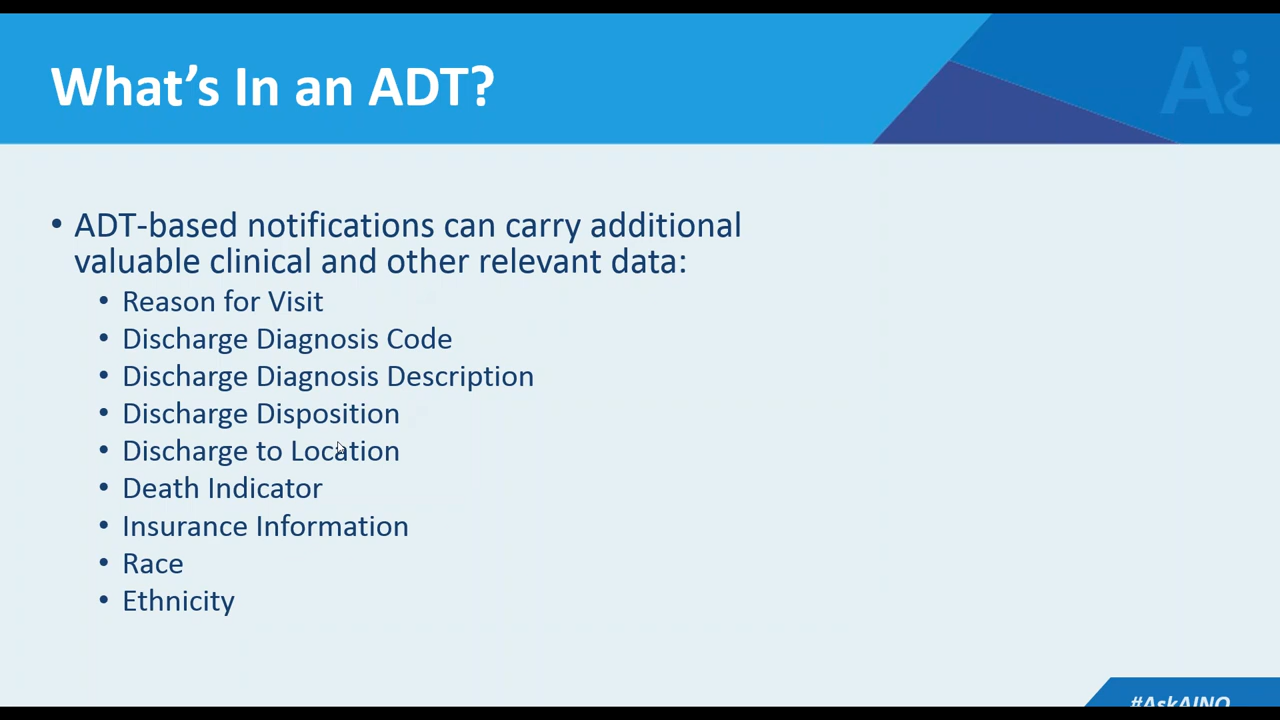 What's In an ADT?
• ADT-based notifications can carry additional
valuable clinical and other relevant data:
• Reason for Visit
• Discharge Diagnosis Code
• Discharge Diagnosis Description
• Discharge Disposition
• Discharge to Location
• Death Indicator
• Insurance Information
• Race
• Ethnicity
#AskAINQ